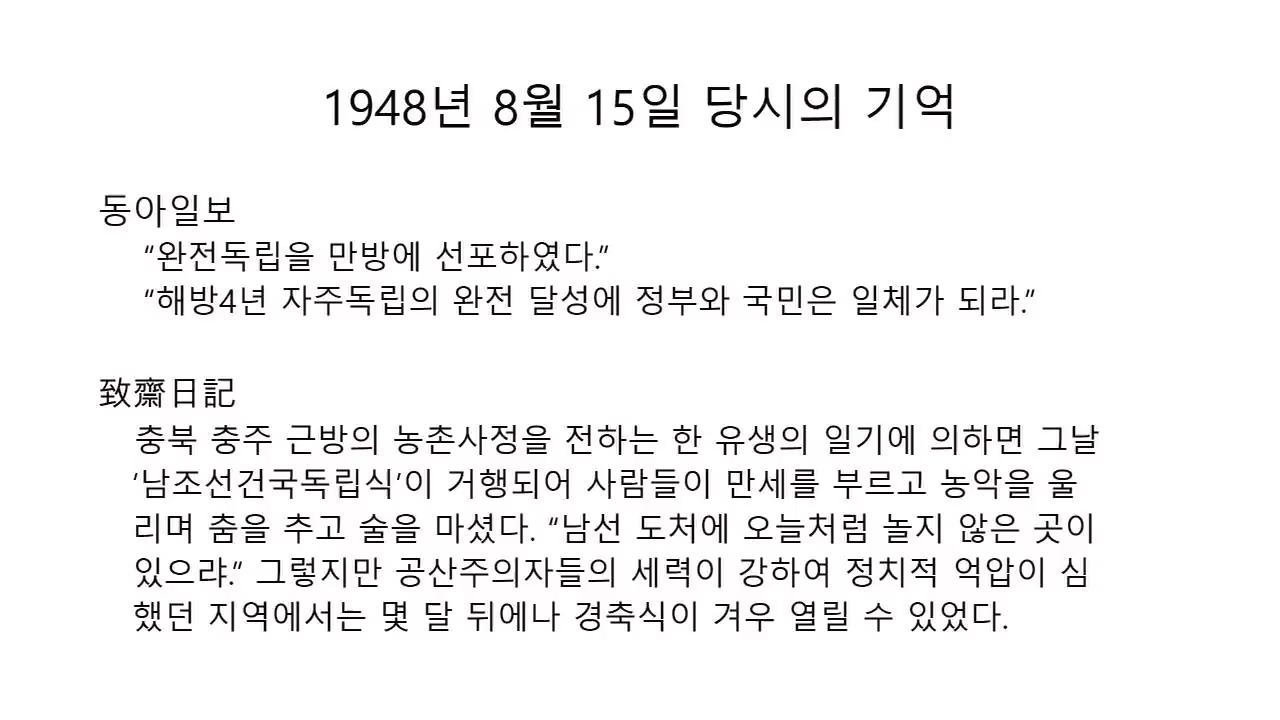 1948년 8월 15일 당시의 기억
동아일보
“완전독립을 만방에 선포하였다.”
“해방4년 자주독립의 완전 달성에 정부와 국민은 일체가 되라.”
致齋日記
충북 충주 근방의 농촌사정을 전하는 한 유생의 일기에 의하면 그날
‘남조선건국독립식’이 거행되어 사람들이 만세를 부르고 농악을 울
리며 춤을 추고 술을 마셨다. “남선 도처에 오늘처럼 놀지 않은 곳이
있으랴.” 그렇지만 공산주의자들의 세력이 강하여 정치적 억압이 심
했던 지역에서는 몇 달 뒤에나 경축식이 겨우 열릴 수 있었다.